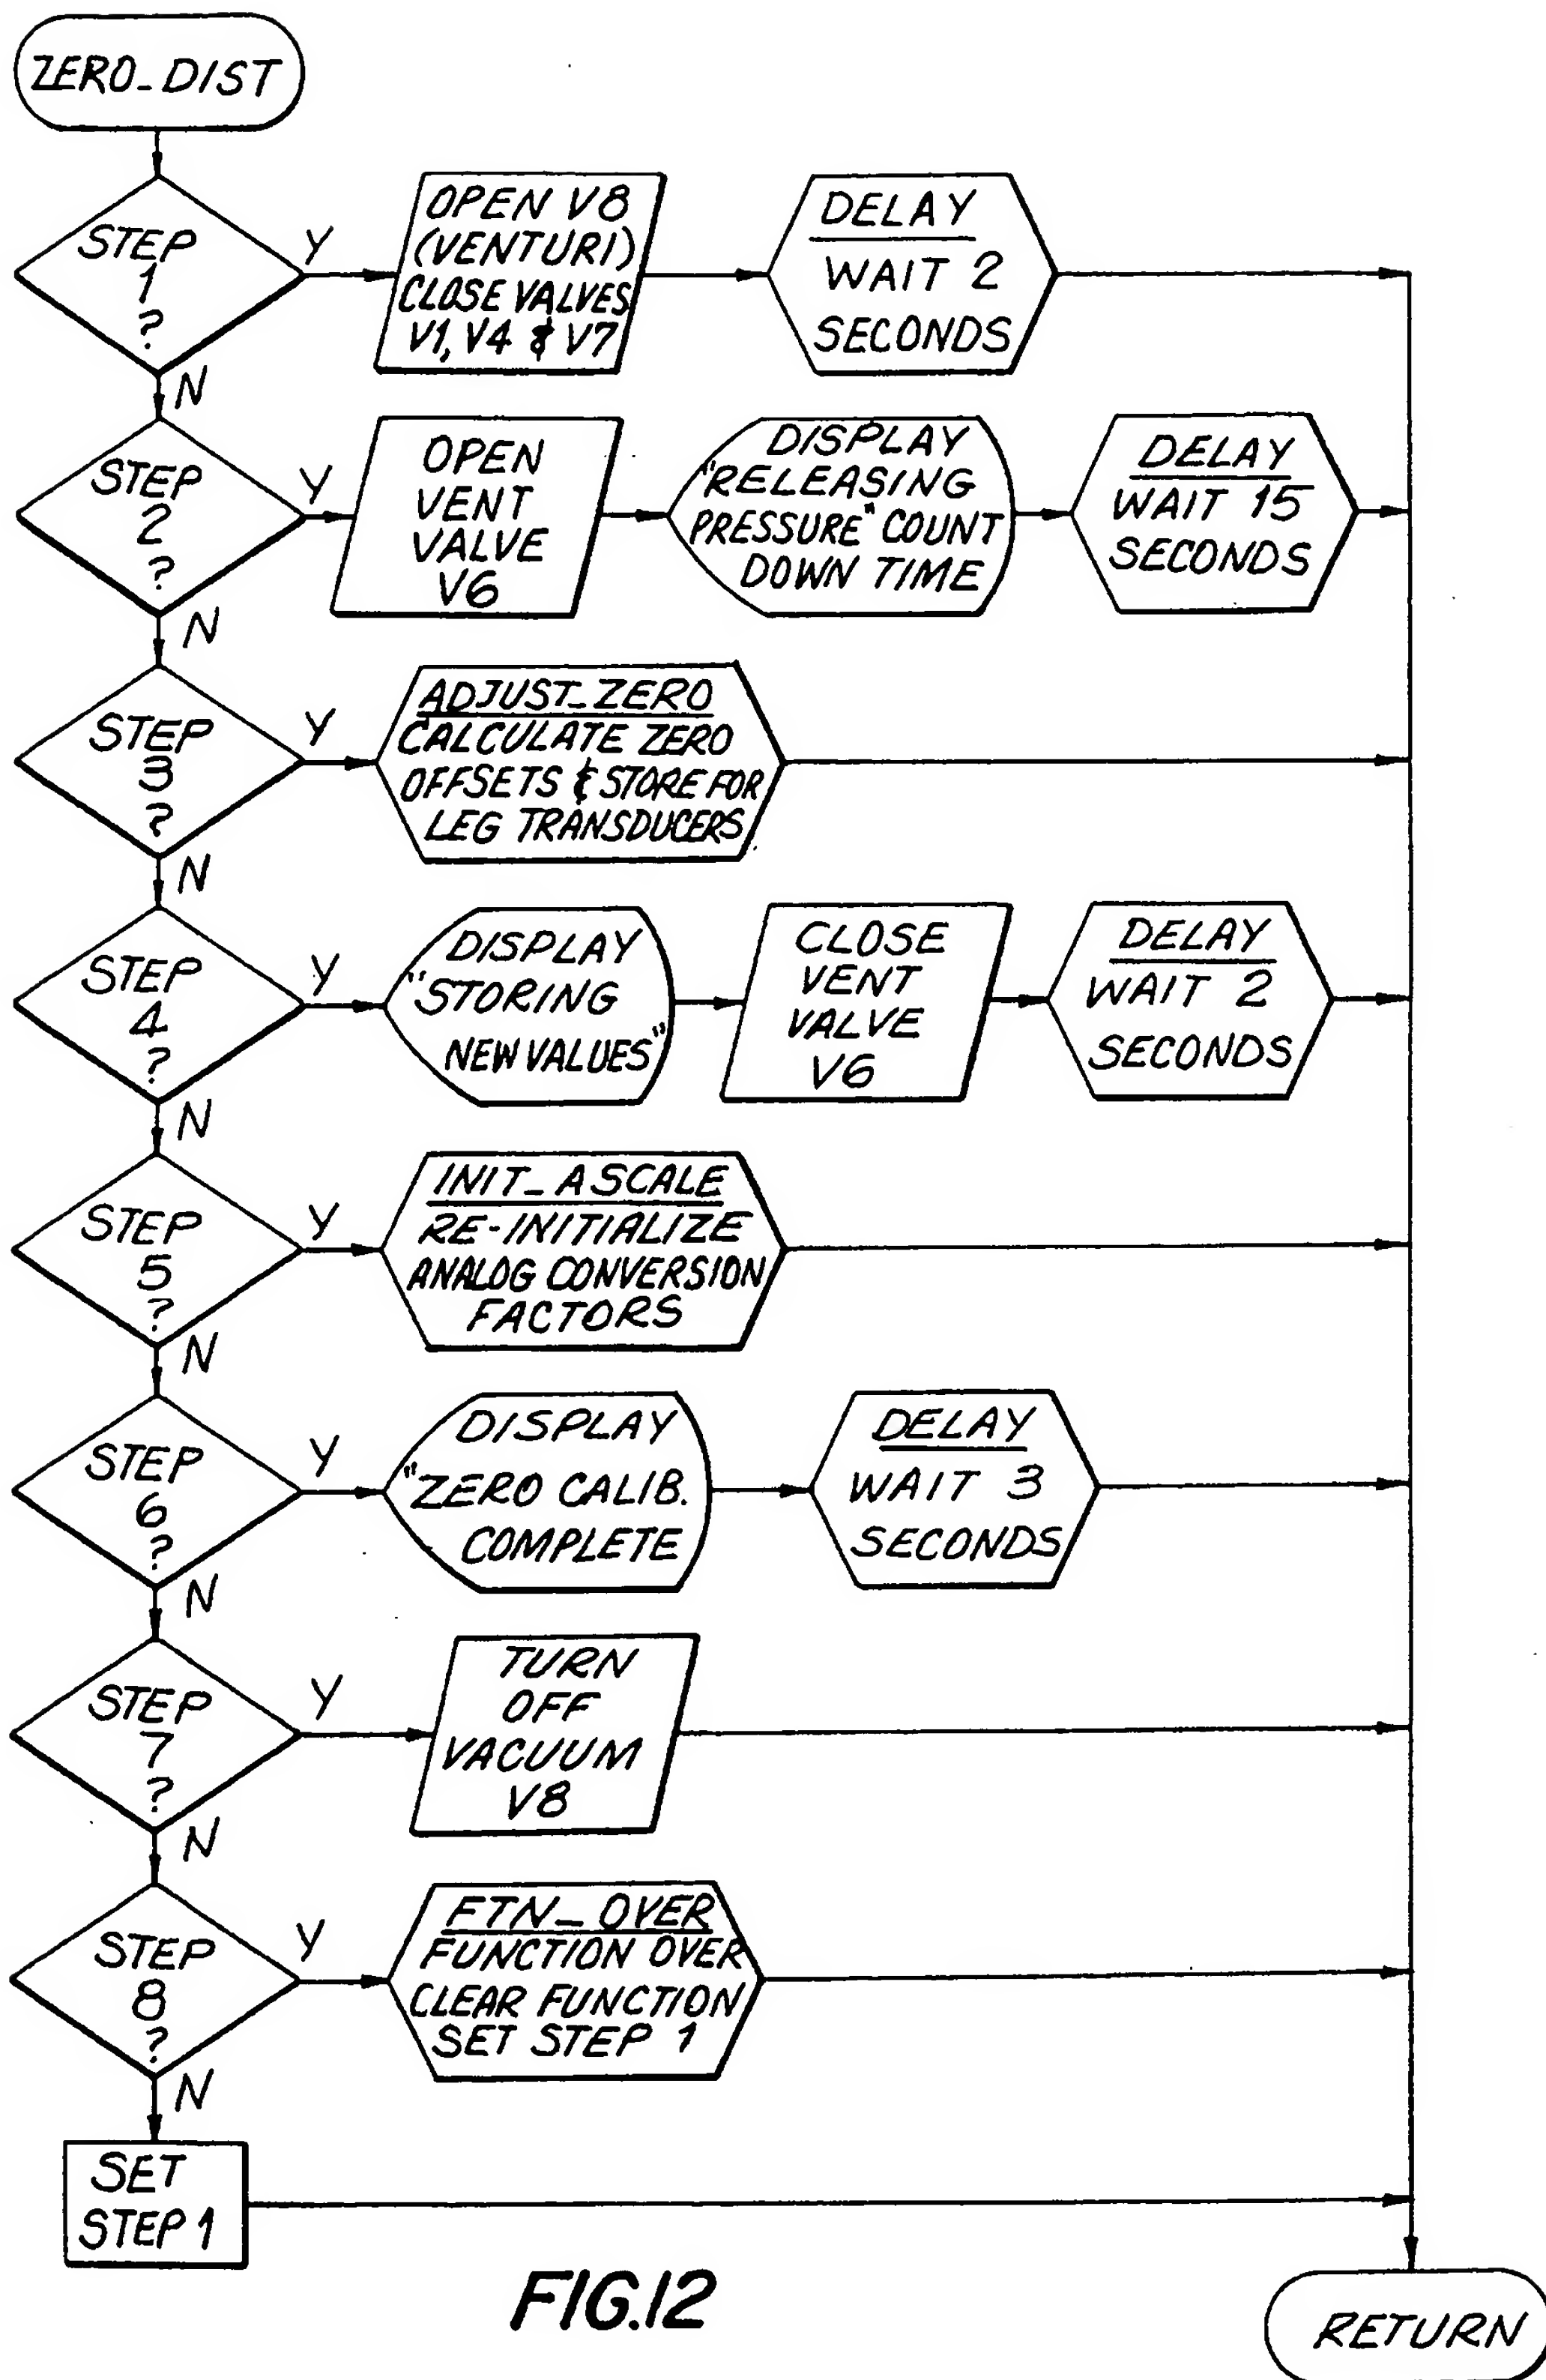 ZERO_DIST
STEP
1
?
Y
OPEN V8
(VENTURI)
CLOSE VALVES
V1, V4 & V7
DELAY
WAIT 2
SECONDS
N
STEP
2
?
Y
OPEN
VENT
VALVE
V6
DISPLAY
"RELEASING
PRESSURE" COUNT
DOWN TIME
DELAY
WAIT 15
SECONDS
N
STEP
3
?
Y
ADJUST_ZERO
CALCULATE ZERO
OFFSETS & STORE FOR
LEG TRANSDUCERS
N
STEP
4
?
Y
DISPLAY
"STORING
NEW VALUES"
CLOSE
VENT
VALVE
V6
DELAY
WAIT 2
SECONDS
N
STEP
5
?
Y
INIT_ASCALE
RE-INITIALIZE
ANALOG CONVERSION
FACTORS
N
STEP
6
?
Y
DISPLAY
"ZERO CALIB.
COMPLETE
DELAY
WAIT 3
SECONDS
N
STEP
7
?
Y
TURN
OFF
VACUUM
V8
N
STEP
8
?
Y
FTN_OVER
FUNCTION OVER
CLEAR FUNCTION
SET STEP 1
N
SET
STEP 1
RETURN
FIG.12